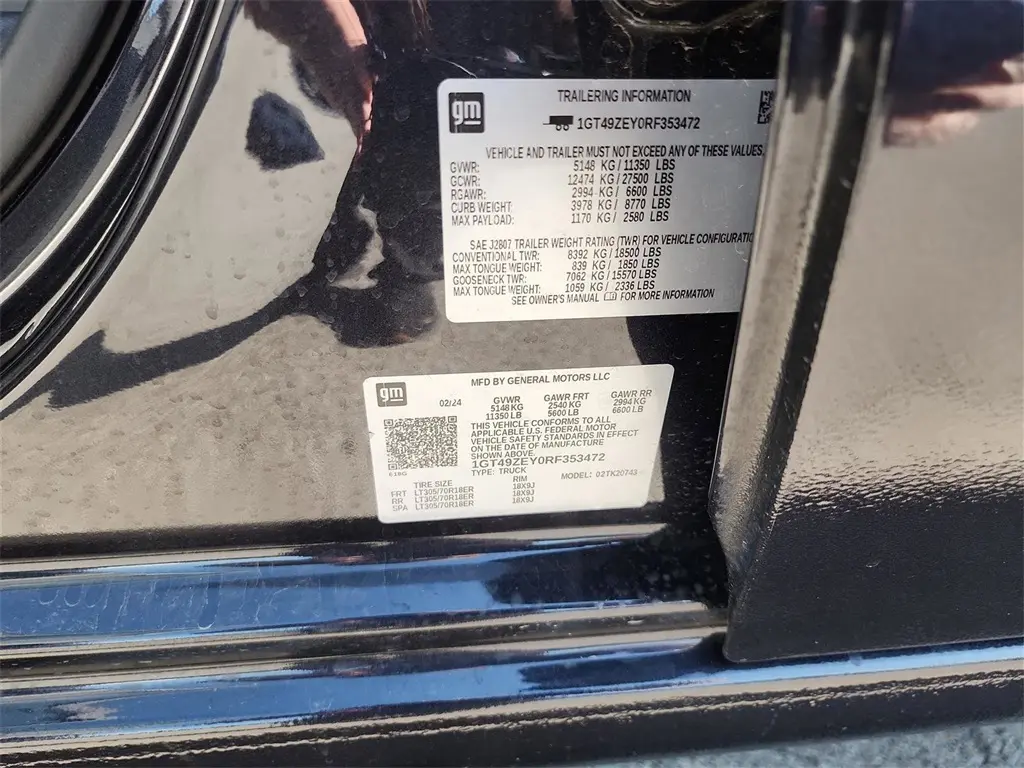 gm
TRAILERING INFORMATION
1GT49ZEY0RF353472
VEHICLE AND TRAILER MUST NOT EXCEED ANY OF THESE VALUES.
GVWR: 5148 KG / 11350 LBS
GCWR: 12474 KG / 27500 LBS
RGAWR: 2994 KG / 6600 LBS
CURB WEIGHT: 3978 KG / 8770 LBS
MAX PAYLOAD: 1170 KG / 2580 LBS
SAE J2807 TRAILER WEIGHT RATING (TWR) FOR VEHICLE CONFIGURATIO
CONVENTIONAL TWR: 8392 KG / 18500 LBS
MAX TONGUE WEIGHT: 839 KG / 1850 LBS
GOOSENECK TWR: 7062 KG / 15570 LBS
MAX TONGUE WEIGHT: 1059 KG / 2336 LBS
SEE OWNER'S MANUAL FOR MORE INFORMATION
gm
MFD BY GENERAL MOTORS LLC
02/24 GVWR GAWR FRT GAWR RR
5148 KG 2540 KG 2994 KG
11350 LB 5600 LB 6600 LB
THIS VEHICLE CONFORMS TO ALL
APPLICABLE U.S. FEDERAL MOTOR
VEHICLE SAFETY STANDARDS IN EFFECT
ON THE DATE OF MANUFACTURE
SHOWN ABOVE.
1GT49ZEY0RF353472
TYPE: TRUCK MODEL: 02TK20743
TIRE SIZE RIM
FRT LT305/70R18ER 18X9J
RR LT305/70R18ER 18X9J
SPA LT305/70R18ER 18X9J